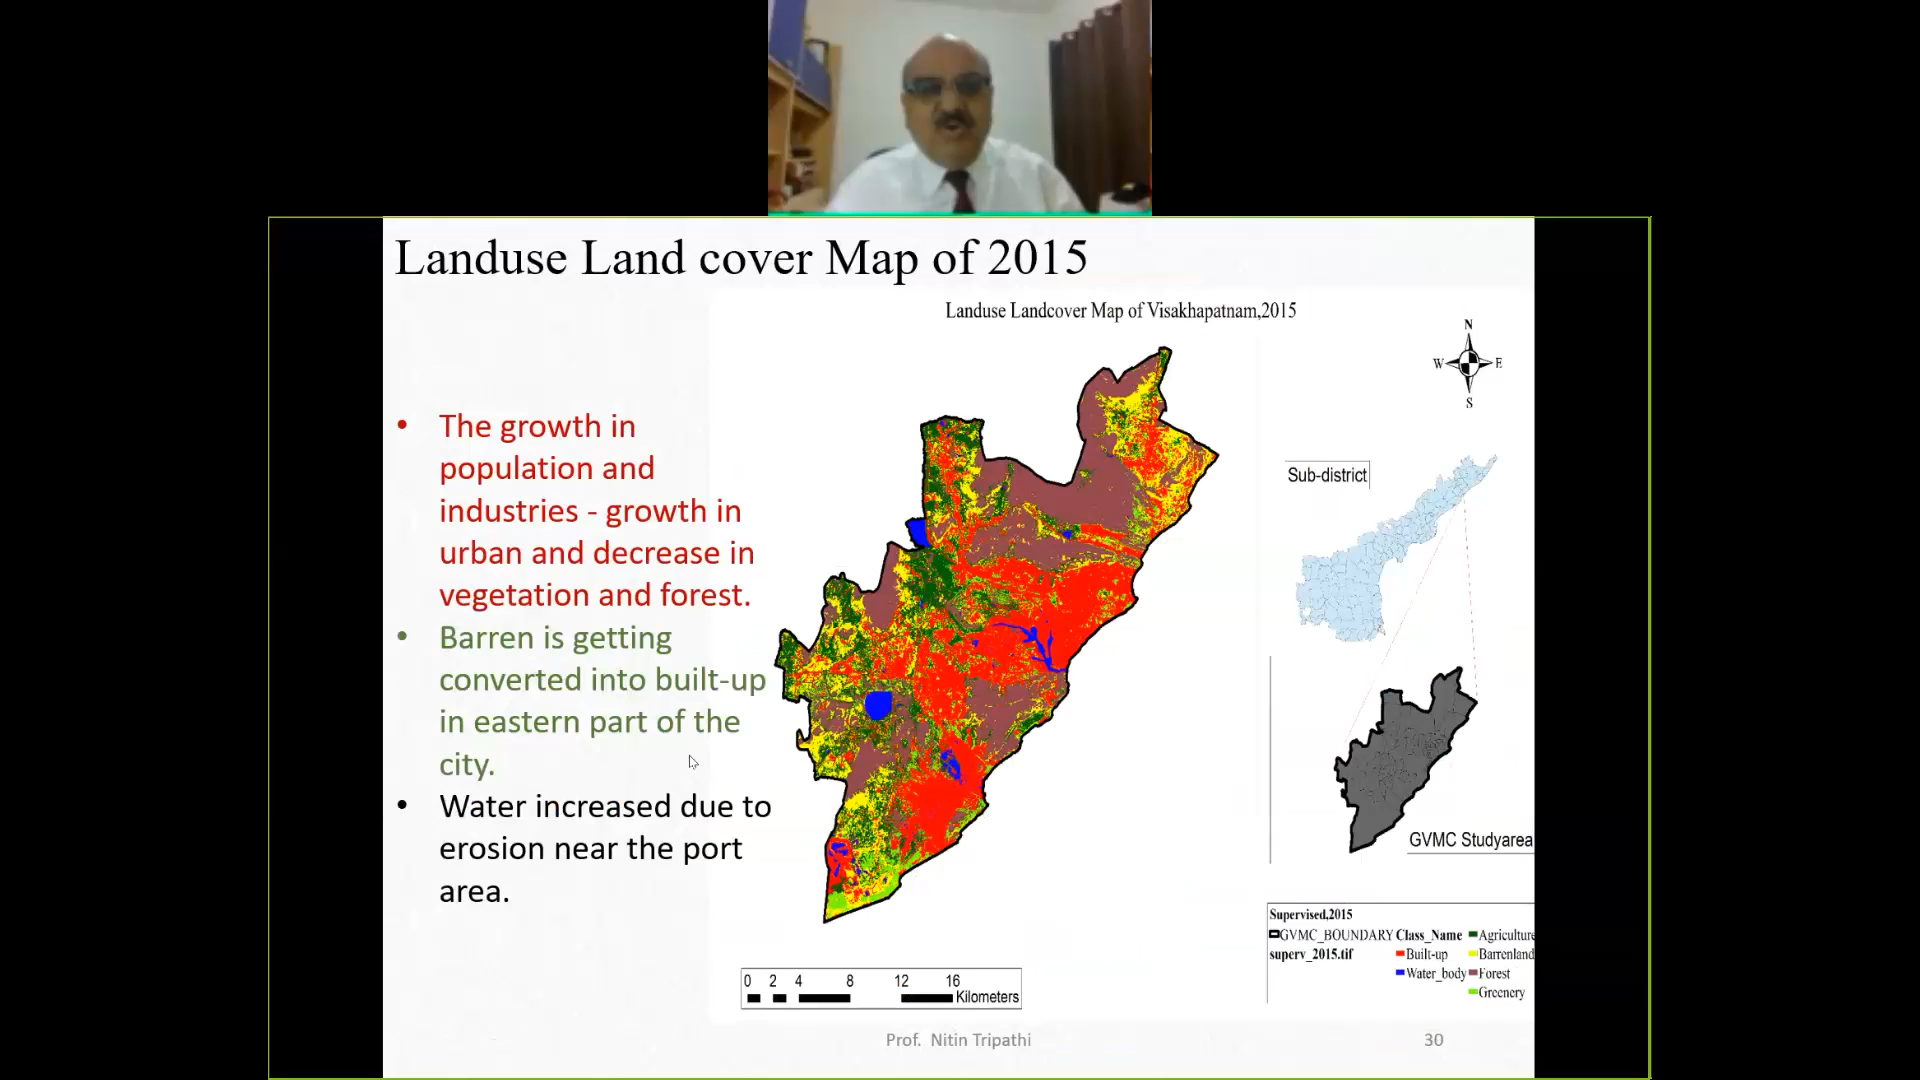 Landuse Land cover Map of 2015
Landuse Landcover Map of Visakhapatnam,2015
N
W E
S
• The growth in
population and
industries - growth in
urban and decrease in
vegetation and forest.
• Barren is getting
converted into built-up
in eastern part of the
city.
• Water increased due to
erosion near the port
area.
Sub-district
GVMC Studyarea
Supervised,2015
GVMC_BOUNDARY Class_Name Agriculture
superv_2015.tif Built-up Barrenland
Water_body Forest
Greenery
0 2 4 8 12 16
Kilometers
Prof. Nitin Tripathi
30